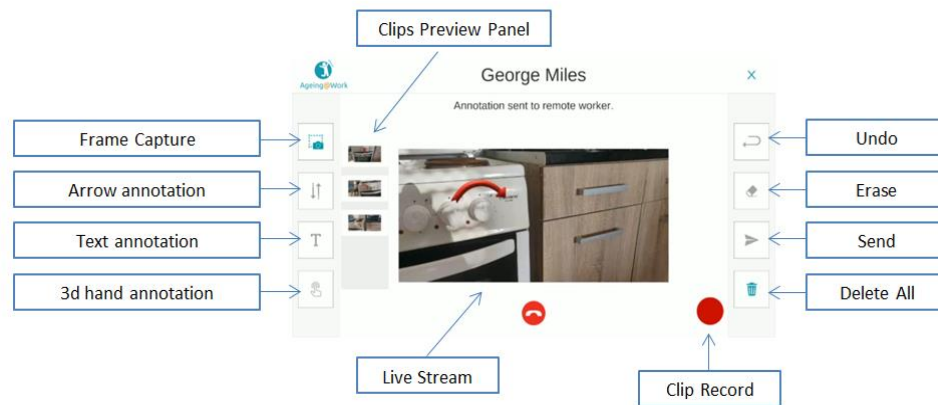 Clips Preview Panel
Ageing@Work
George Miles
X
Annotation sent to remote worker.
Frame Capture
Undo
Arrow annotation
Erase
Text annotation
T
Send
3d hand annotation
Delete All
Live Stream
Clip Record